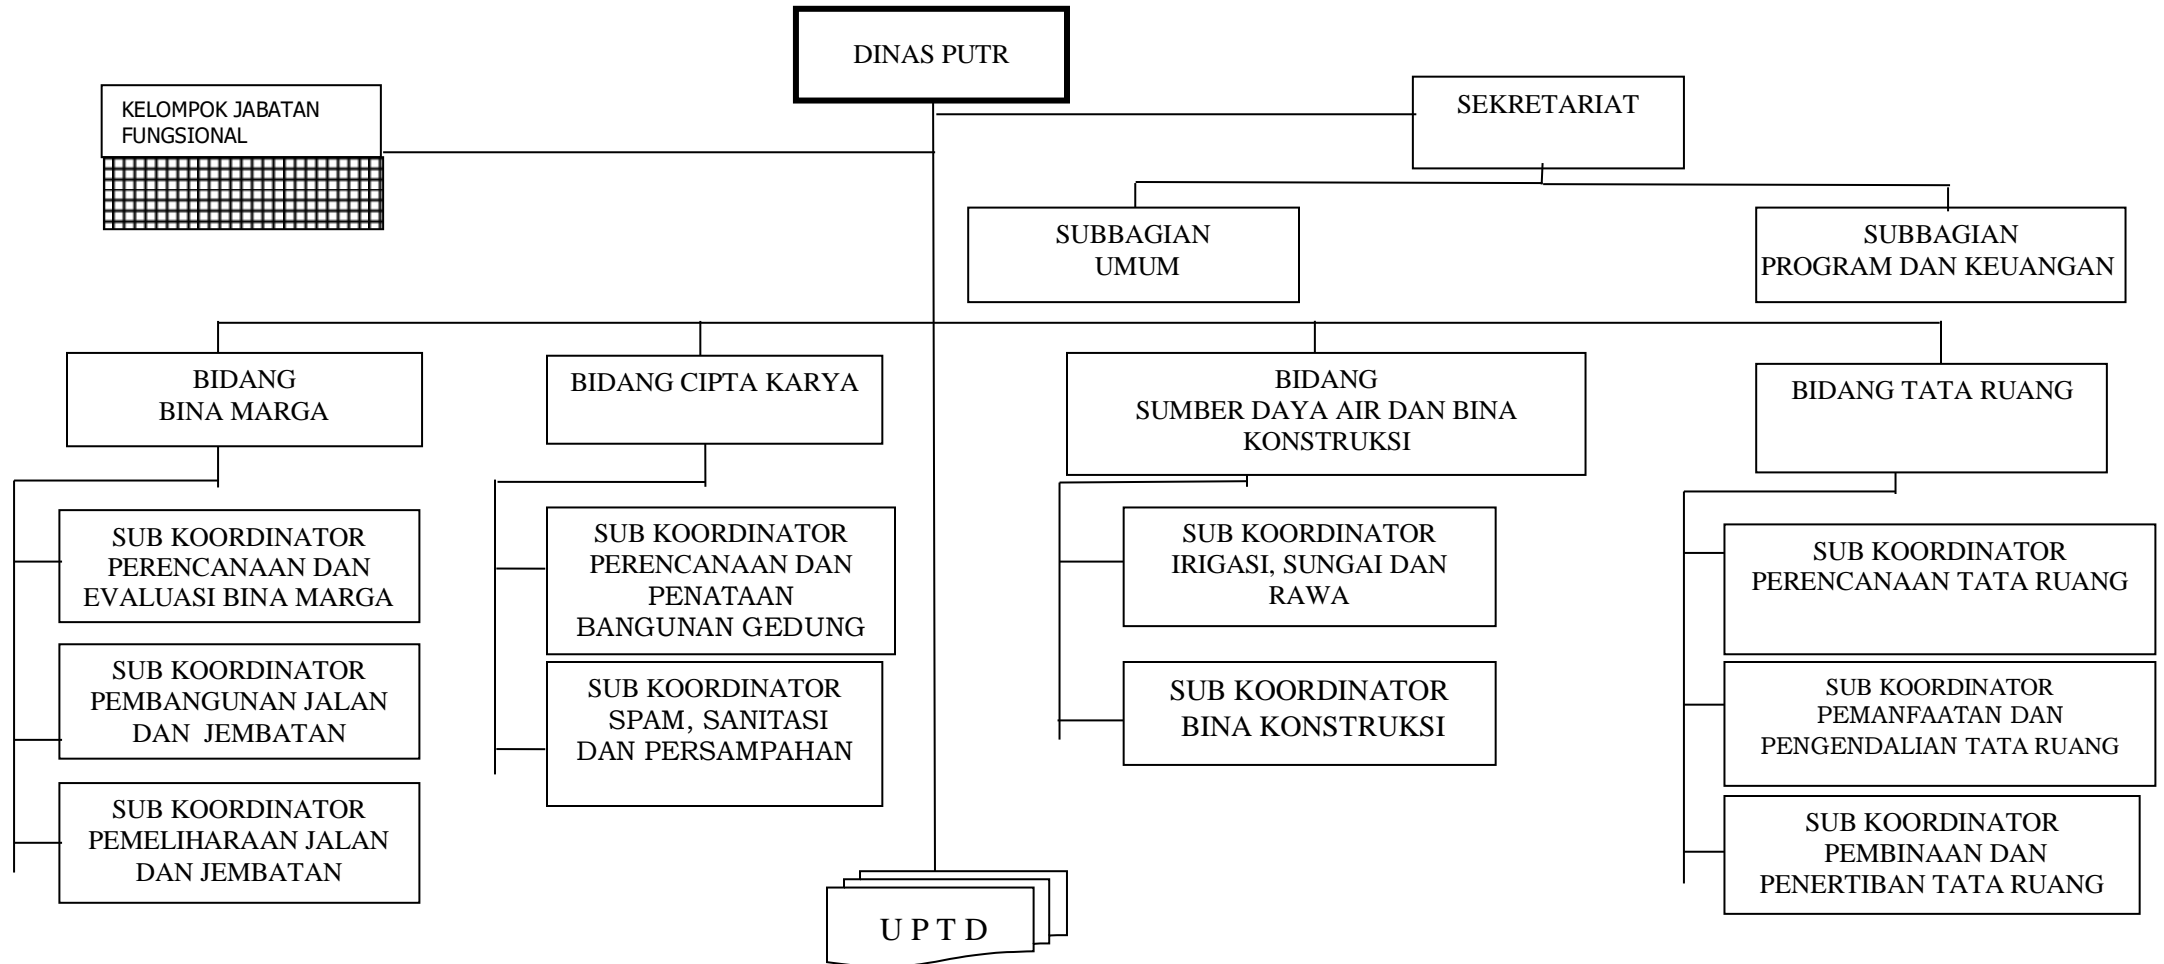 DINAS PUTR
KELOMPOK JABATAN
FUNGSIONAL
SEKRETARIAT
SUBBAGIAN
UMUM
SUBBAGIAN
PROGRAM DAN KEUANGAN
BIDANG
BINA MARGA
BIDANG CIPTA KARYA
BIDANG
SUMBER DAYA AIR DAN BINA
KONSTRUKSI
BIDANG TATA RUANG
SUB KOORDINATOR
PERENCANAAN DAN
EVALUASI BINA MARGA
SUB KOORDINATOR
PEMBANGUNAN JALAN
DAN JEMBATAN
SUB KOORDINATOR
PEMELIHARAAN JALAN
DAN JEMBATAN
SUB KOORDINATOR
PERENCANAAN DAN
PENATAAN
BANGUNAN GEDUNG
SUB KOORDINATOR
SPAM, SANITASI
DAN PERSAMPAHAN
SUB KOORDINATOR
IRIGASI, SUNGAI DAN
RAWA
SUB KOORDINATOR
BINA KONSTRUKSI
SUB KOORDINATOR
PERENCANAAN TATA RUANG
SUB KOORDINATOR
PEMANFAATAN DAN
PENGENDALIAN TATA RUANG
SUB KOORDINATOR
PEMBINAAN DAN
PENERTIBAN TATA RUANG
U P T D